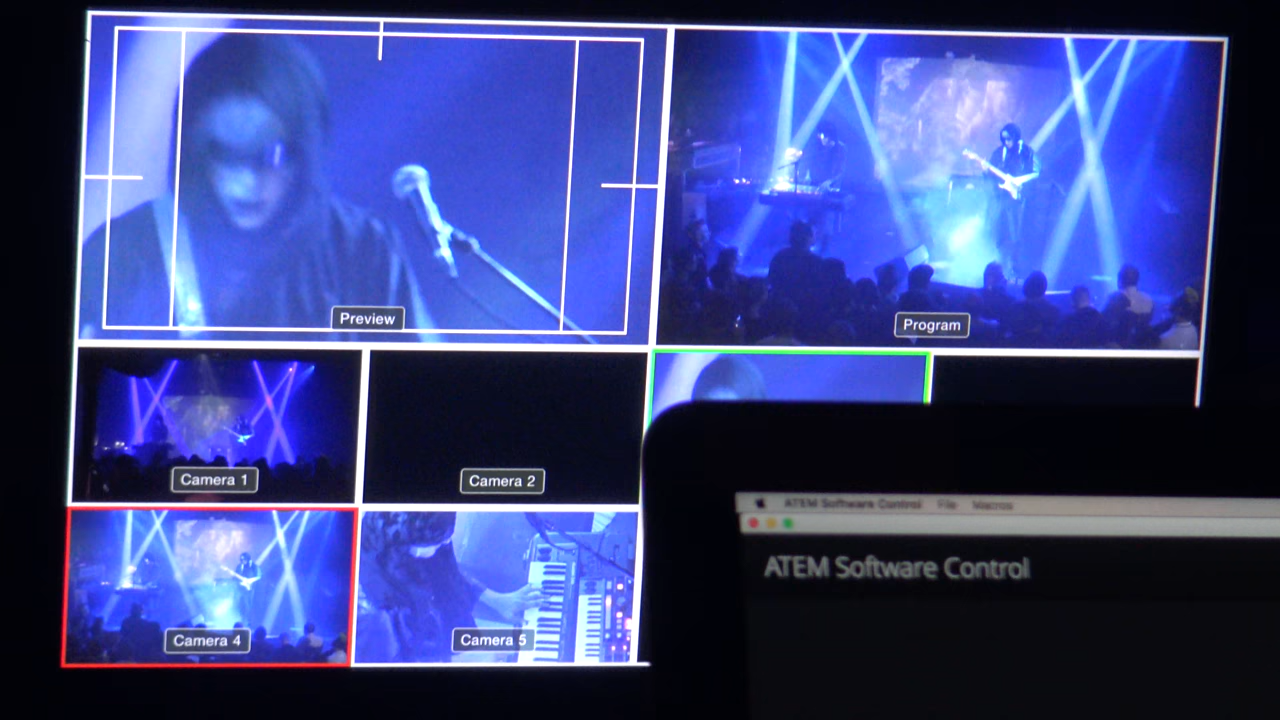 Preview
Program
Camera 1
Camera 2
Camera 4
Camera 5
ATEM Software Control File Macros
ATEM Software Control